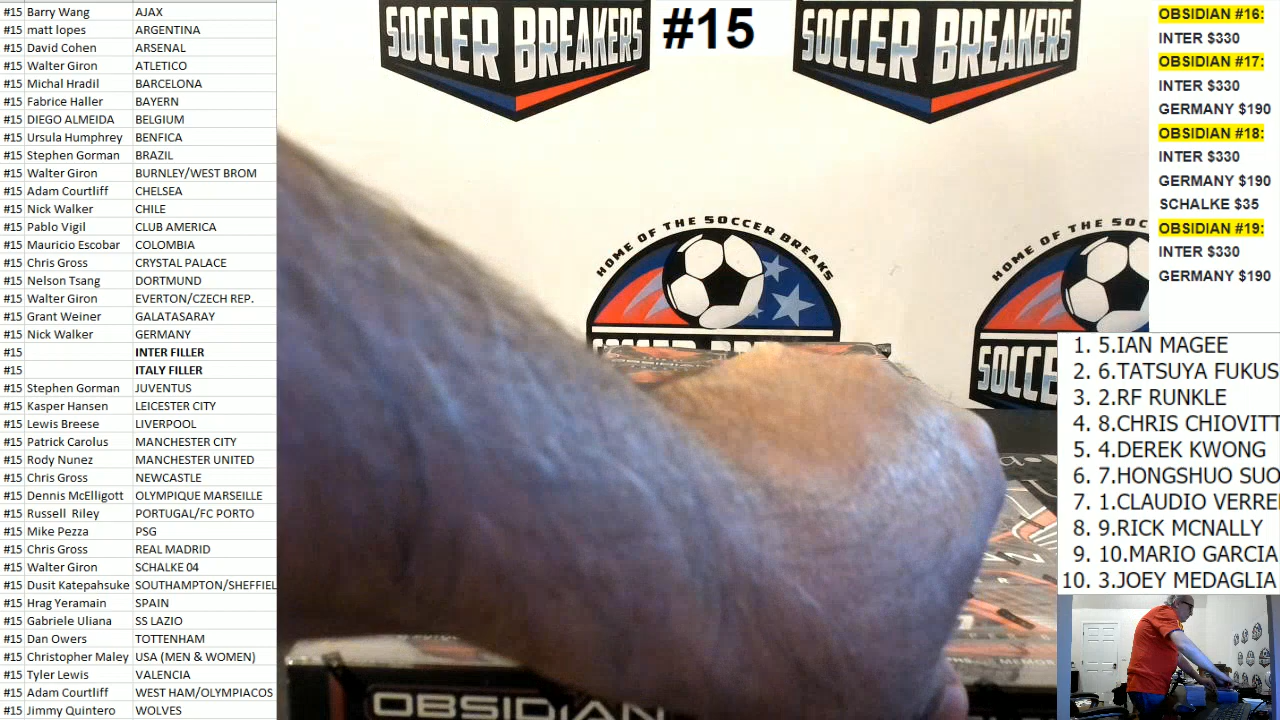 #15 Barry Wang AJAX
#15 matt lopes ARGENTINA
#15 David Cohen ARSENAL
#15 Walter Giron ATLETICO
#15 Michal Hradil BARCELONA
#15 Fabrice Haller BAYERN
#15 DIEGO ALMEIDA BELGIUM
#15 Ursula Humphrey BENFICA
#15 Stephen Gorman BRAZIL
#15 Walter Giron BURNLEY/WEST BROM
#15 Adam Courtliff CHELSEA
#15 Nick Walker CHILE
#15 Pablo Vigil CLUB AMERICA
#15 Mauricio Escobar COLOMBIA
#15 Chris Gross CRYSTAL PALACE
#15 Nelson Tsang DORTMUND
#15 Walter Giron EVERTON/CZECH REP.
#15 Grant Weiner GALATASARAY
#15 Nick Walker GERMANY
#15 INTER FILLER
#15 ITALY FILLER
#15 Stephen Gorman JUVENTUS
#15 Kasper Hansen LEICESTER CITY
#15 Lewis Breese LIVERPOOL
#15 Patrick Carolus MANCHESTER CITY
#15 Rody Nunez MANCHESTER UNITED
#15 Chris Gross NEWCASTLE
#15 Dennis McElligott OLYMPIQUE MARSEILLE
#15 Russell Riley PORTUGAL/FC PORTO
#15 Mike Pezza PSG
#15 Chris Gross REAL MADRID
#15 Walter Giron SCHALKE 04
#15 Dusit Katepahsuke SOUTHAMPTON/SHEFFIEL
#15 Hrag Yeramain SPAIN
#15 Gabriele Uliana SS LAZIO
#15 Dan Owers TOTTENHAM
#15 Christopher Maley USA (MEN & WOMEN)
#15 Tyler Lewis VALENCIA
#15 Adam Courtliff WEST HAM/OLYMPIACOS
#15 Jimmy Quintero WOLVES
SOCCER BREAKERS
#15
SOCCER BREAKERS
HOME OF THE SOCCER BREAKS
SOCCER BREA
HOME OF THE SOC
SOCC
OBSIDIAN
OBSIDIAN #16:
INTER $330
OBSIDIAN #17:
INTER $330
GERMANY $190
OBSIDIAN #18:
INTER $330
GERMANY $190
SCHALKE $35
OBSIDIAN #19:
INTER $330
GERMANY $190
1. 5.IAN MAGEE
2. 6.TATSUYA FUKUS
3. 2.RF RUNKLE
4. 8.CHRIS CHIOVITT
5. 4.DEREK KWONG
6. 7.HONGSHUO SUO
7. 1.CLAUDIO VERRE
8. 9.RICK MCNALLY
9. 10.MARIO GARCIA
10. 3.JOEY MEDAGLIA